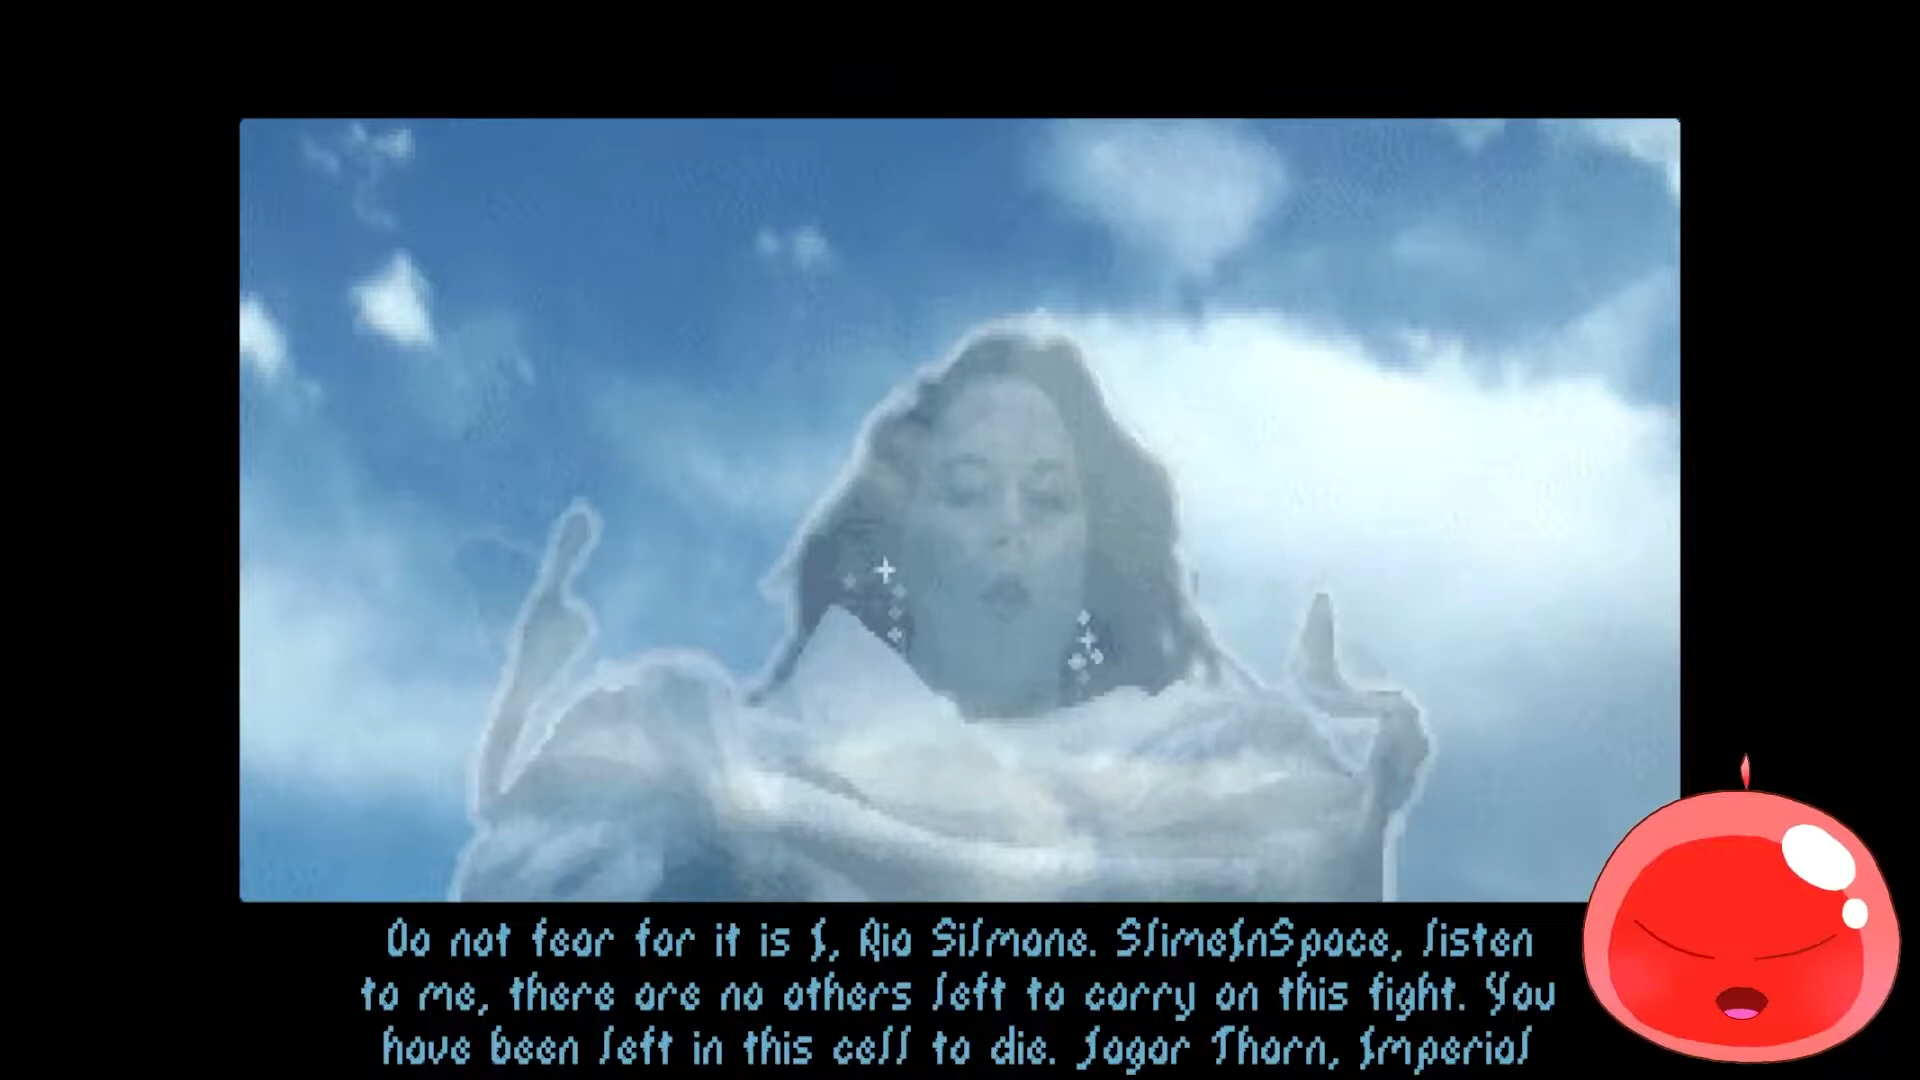 Do not fear for it is I, Ria Silmane. SlimeInSpace, listen
to me, there are no others left to carry on this fight. You
have been left in this cell to die. Jagar Tharn, Imperial